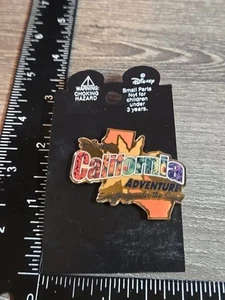 WARNING:
CHOKING
HAZARD
Disney
Small Parts
Not for
children
under
3 years.
California
ADVENTURE